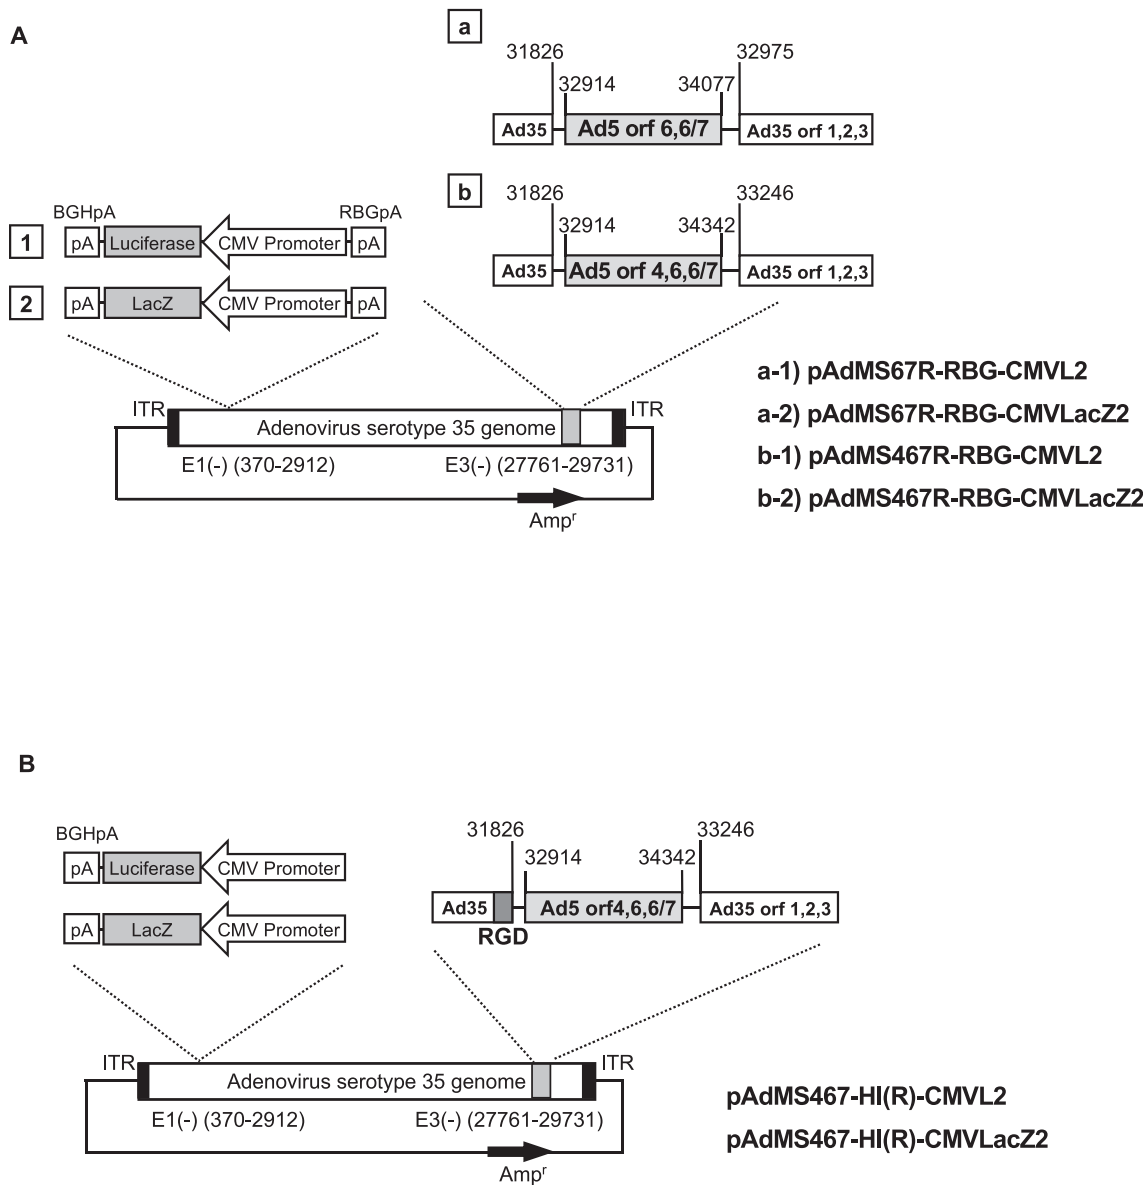 A
a
31826 32975
32914 34077
Ad35 Ad5 orf 6,6/7 Ad35 orf 1,2,3
b
31826 33246
32914 34342
Ad35 Ad5 orf 4,6,6/7 Ad35 orf 1,2,3
BGHpA RBGpA
1 pA Luciferase CMV Promoter pA
2 pA LacZ CMV Promoter pA
ITR ITR
Adenovirus serotype 35 genome
E1(-) (370-2912) E3(-) (27761-29731)
Ampr
a-1) pAdMS67R-RBG-CMVL2
a-2) pAdMS67R-RBG-CMVLacZ2
b-1) pAdMS467R-RBG-CMVL2
b-2) pAdMS467R-RBG-CMVLacZ2
B
BGHpA
pA Luciferase CMV Promoter
pA LacZ CMV Promoter
31826 33246
32914 34342
Ad35 Ad5 orf4,6,6/7 Ad35 orf 1,2,3
RGD
ITR ITR
Adenovirus serotype 35 genome
E1(-) (370-2912) E3(-) (27761-29731)
Ampr
pAdMS467-HI(R)-CMVL2
pAdMS467-HI(R)-CMVLacZ2